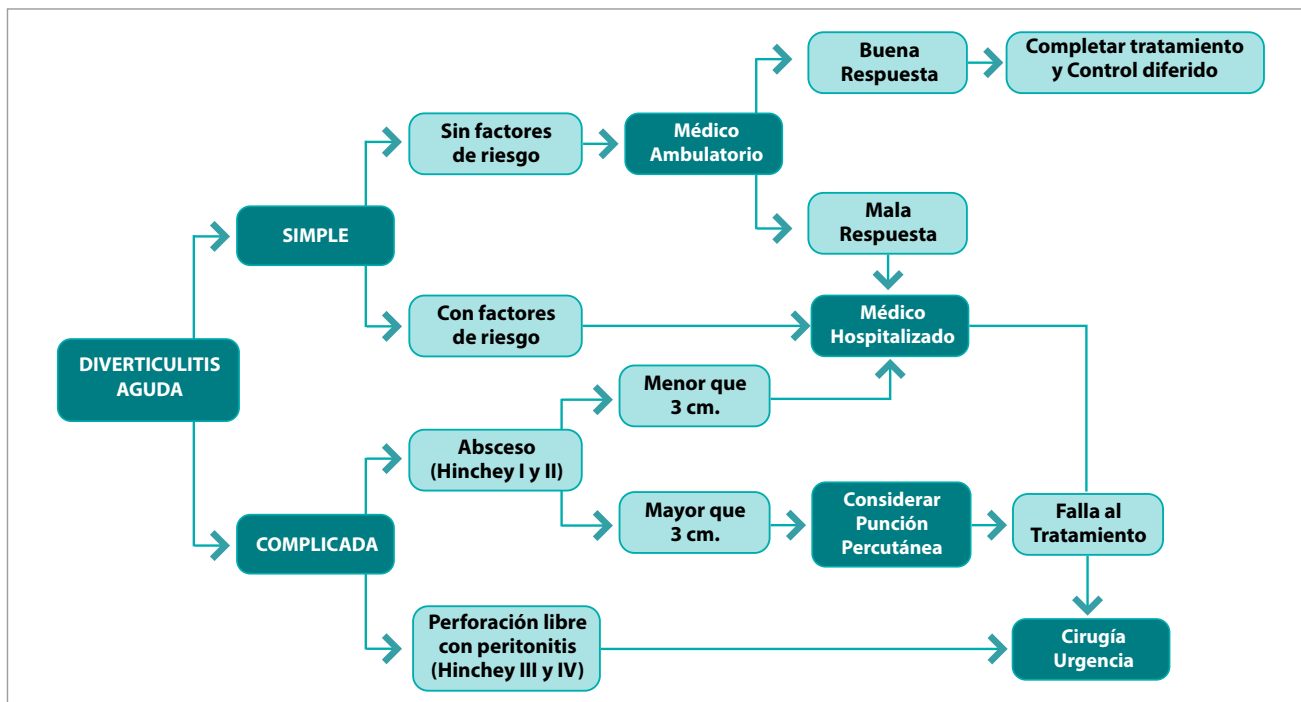 Buena
Respuesta
Completar tratamiento
y Control diferido
Sin factores
de riesgo
Médico
Ambulatorio
Mala
Respuesta
SIMPLE
Con factores
de riesgo
Médico
Hospitalizado
DIVERTICULITIS
AGUDA
Menor que
3 cm.
Absceso
(Hinchey I y II)
Mayor que
3 cm.
Considerar
Punción
Percutánea
Falla al
Tratamiento
COMPLICADA
Perforación libre
con peritonitis
(Hinchey III y IV)
Cirugía
Urgencia